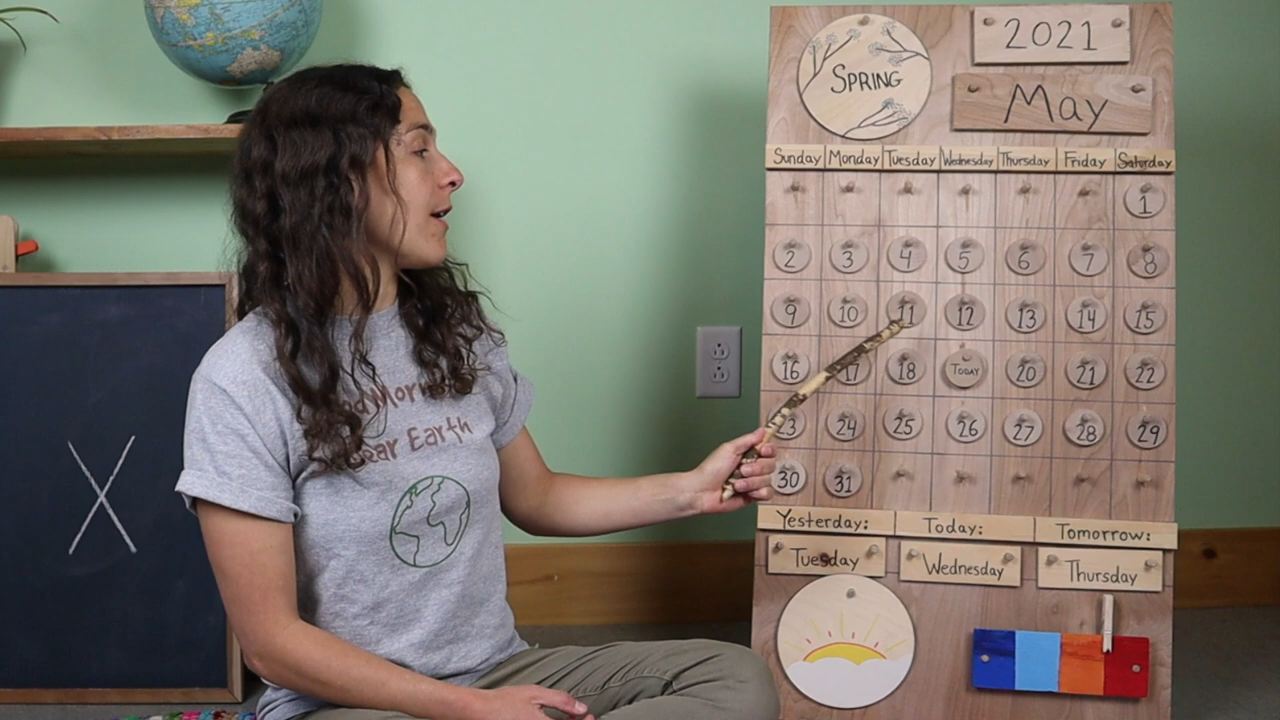 SPRING
2021
May
Sunday Monday Tuesday Wednesday Thursday Friday Saturday
1
2 3 4 5 6 7 8
9 10 11 12 13 14 15
16 17 18 TODAY 20 21 22
23 24 25 26 27 28 29
30 31
Yesterday: Today: Tomorrow:
Tuesday Wednesday Thursday
Earth
X